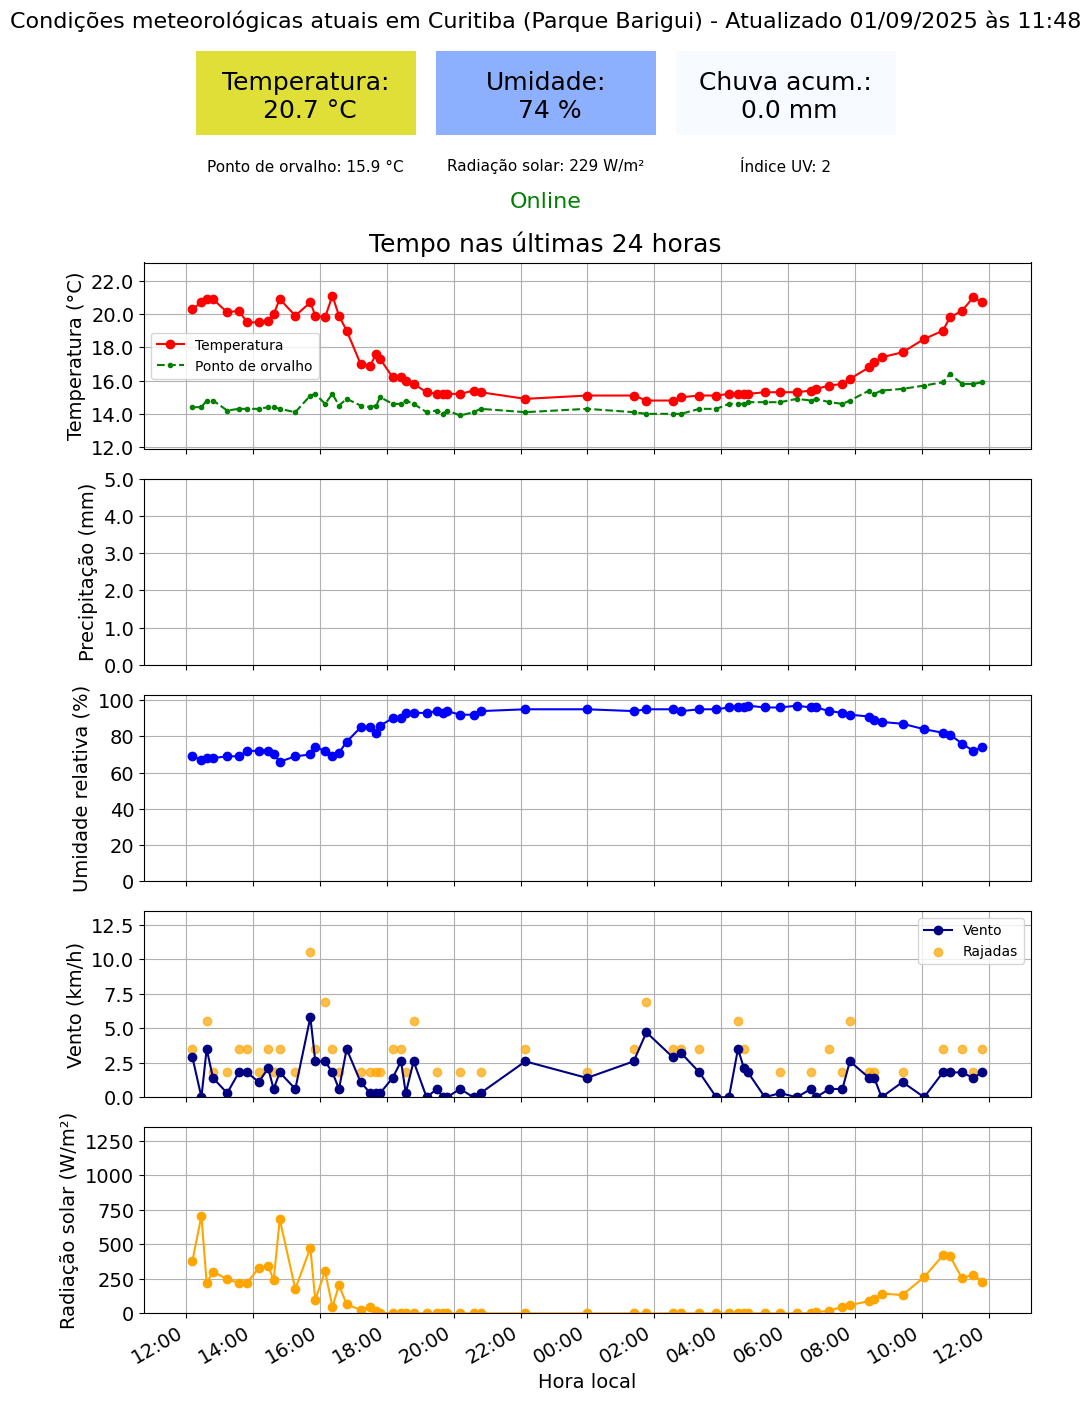 Condições meteorológicas atuais em Curitiba (Parque Barigui) - Atualizado 01/09/2025 às 11:48
Temperatura:
20.7 °C
Umidade:
74 %
Chuva acum.:
0.0 mm
Ponto de orvalho: 15.9 °C
Radiação solar: 229 W/m²
Índice UV: 2
Online
Tempo nas últimas 24 horas
Temperatura (°C)
22.0
20.0
18.0
16.0
14.0
12.0
Temperatura
Ponto de orvalho
Precipitação (mm)
5.0
4.0
3.0
2.0
1.0
0.0
Umidade relativa (%)
100
80
60
40
20
0
Vento (km/h)
12.5
10.0
7.5
5.0
2.5
0.0
Vento
Rajadas
Radiação solar (W/m²)
1250
1000
750
500
250
0
12:00
14:00
16:00
18:00
20:00
22:00
00:00
02:00
04:00
06:00
08:00
10:00
12:00
Hora local